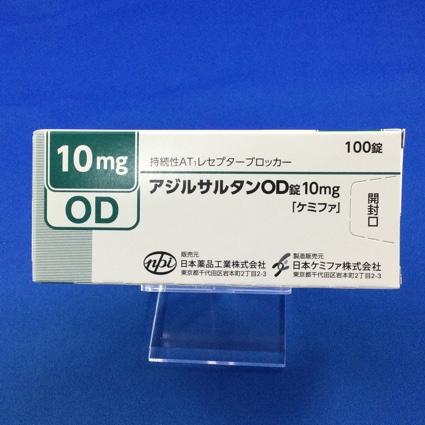 10mg
OD
持続性AT1レセプターブロッカー
100錠
アジルサルタンOD錠10mg
「ケミファ」
開封口
npi
販売元
日本薬品工業株式会社
東京都千代田区岩本町2丁目2-3
製造販売元
日本ケミファ株式会社
東京都千代田区岩本町2丁目2-3